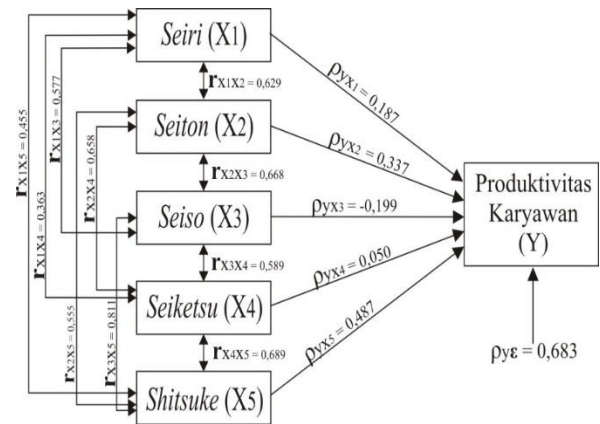 Seiri (X1)
rX1X2 = 0,629
Seiton (X2)
rX2X3 = 0,668
Seiso (X3)
rX3X4 = 0,589
Seiketsu (X4)
rX4X5 = 0,689
Shitsuke (X5)
rX1X5 = 0,455
rX1X3 = 0,577
rX1X4 = 0,363
rX2X4 = 0,658
rX2X5 = 0,555
rX3X5 = 0,811
ρyx1 = 0,187
ρyx2 = 0,337
ρyx3 = -0,199
ρyx4 = 0,050
ρyx5 = 0,487
Produktivitas
Karyawan
(Y)
ρyε = 0,683